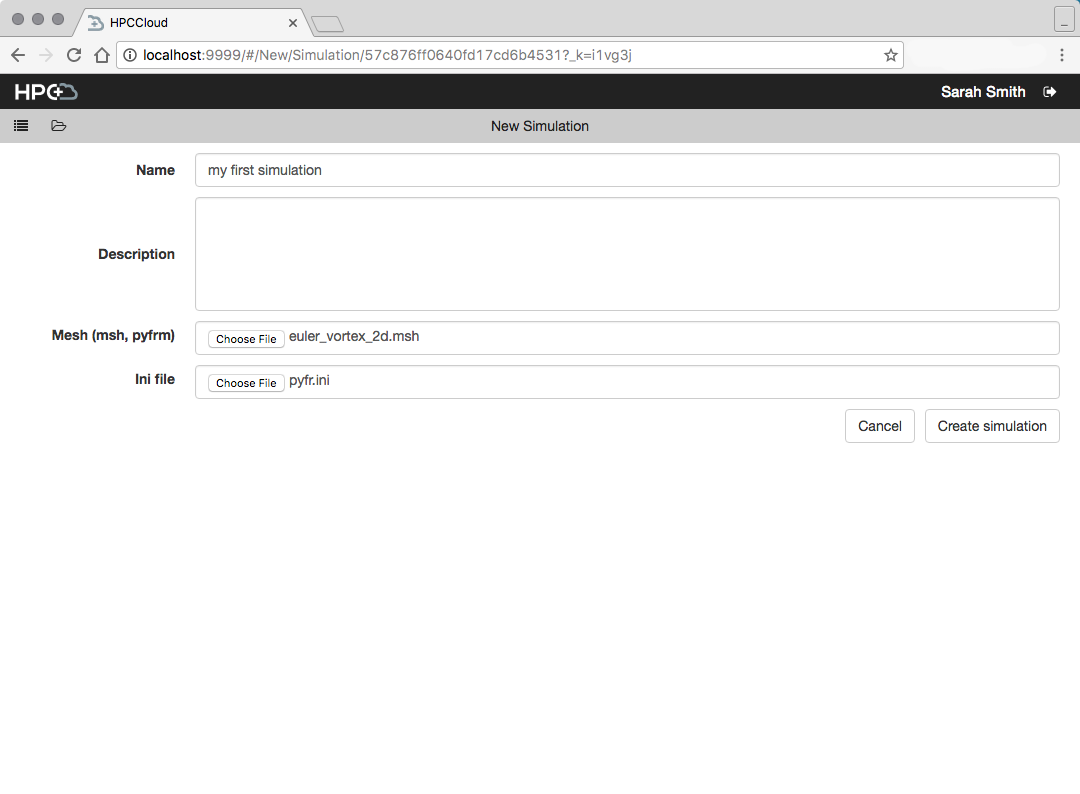 HPCCloud
localhost:9999/#/New/Simulation/57c876ff0640fd17cd6b4531?_k=i1vg3j
HPC
Sarah Smith
New Simulation
Name my first simulation
Description
Mesh (msh, pyfrm) Choose File euler_vortex_2d.msh
Ini file Choose File pyfr.ini
Cancel Create simulation